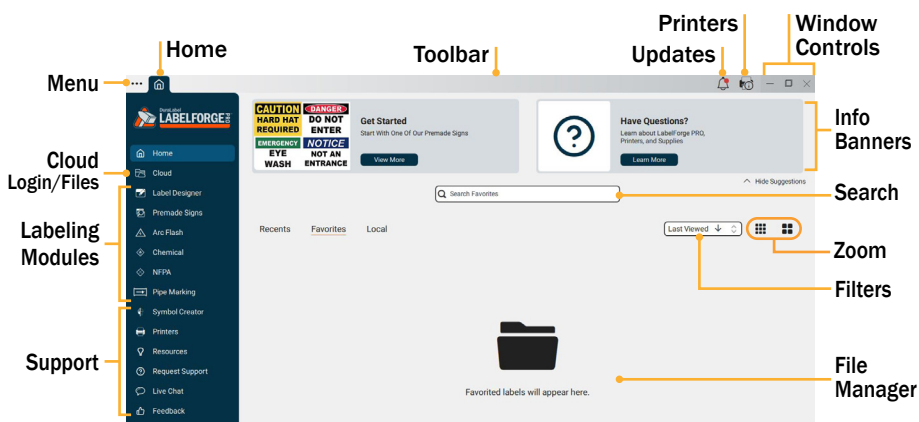 Printers
Window
Controls
Home
Toolbar
Updates
Menu
DuraLabel
LABELFORGE PRO
CAUTION
HARD HAT
REQUIRED
DANGER
DO NOT
ENTER
EMERGENCY
EYE
WASH
NOTICE
NOT AN
ENTRANCE
Get Started
Start With One Of Our Premade Signs
View More
Have Questions?
Learn about LabelForge PRO,
Printers, and Supplies
Learn More
Info
Banners
Hide Suggestions
Cloud
Login/Files
Home
Cloud
Label Designer
Premade Signs
Arc Flash
Chemical
NFPA
Pipe Marking
Symbol Creator
Printers
Resources
Request Support
Live Chat
Feedback
Labeling
Modules
Support
Search Favorites
Search
Recents Favorites Local
Last Viewed
Zoom
Filters
Favorited labels will appear here.
File
Manager